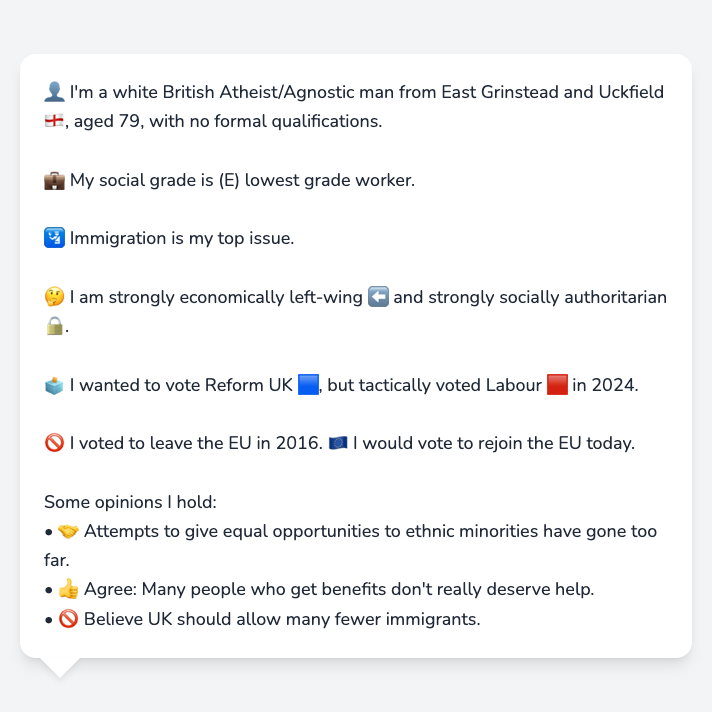 👤 I'm a white British Atheist/Agnostic man from East Grinstead and Uckfield
🏴󠁧󠁢󠁥󠁮󠁧󠁿, aged 79, with no formal qualifications.
💼 My social grade is (E) lowest grade worker.
🛂 Immigration is my top issue.
🤔 I am strongly economically left-wing ⬅️ and strongly socially authoritarian
🔒.
🗳️ I wanted to vote Reform UK 🟦, but tactically voted Labour 🟥 in 2024.
🚫 I voted to leave the EU in 2016. 🇪🇺 I would vote to rejoin the EU today.
Some opinions I hold:
• 🤝 Attempts to give equal opportunities to ethnic minorities have gone too
far.
• 👍 Agree: Many people who get benefits don't really deserve help.
• 🚫 Believe UK should allow many fewer immigrants.